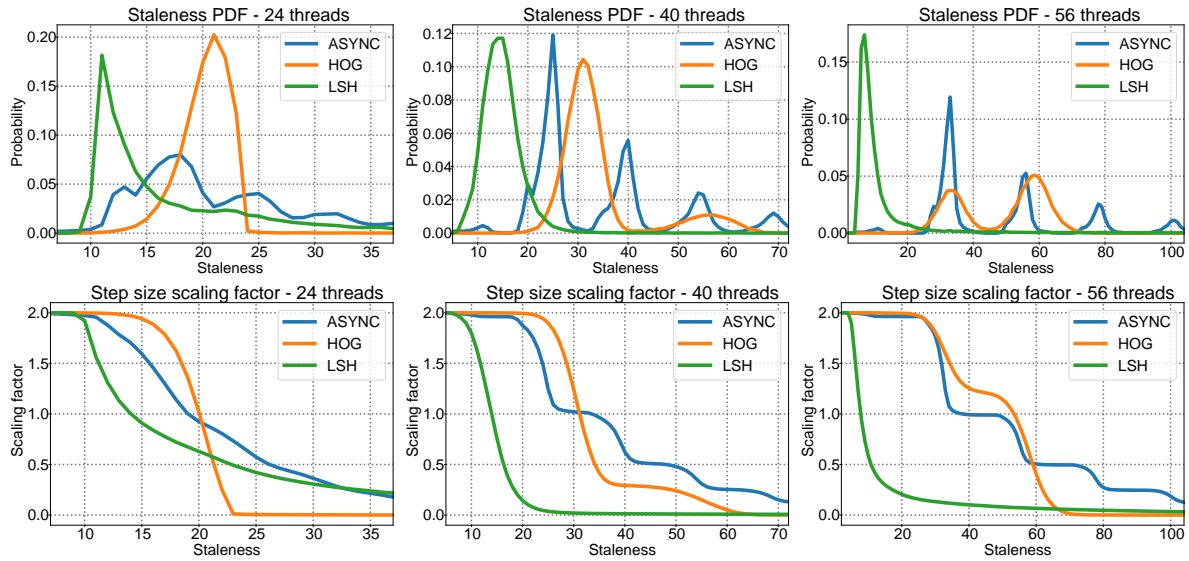 Staleness PDF - 24 threads
0.20
0.15
0.10
0.05
0.00
Probability
ASYNC
HOG
LSH
10 15 20 25 30 35
Staleness
Staleness PDF - 40 threads
0.12
0.10
0.08
0.06
0.04
0.02
0.00
Probability
ASYNC
HOG
LSH
10 20 30 40 50 60 70
Staleness
Staleness PDF - 56 threads
0.15
0.10
0.05
0.00
Probability
ASYNC
HOG
LSH
20 40 60 80 100
Staleness
Step size scaling factor - 24 threads
2.0
1.5
1.0
0.5
0.0
Scaling factor
ASYNC
HOG
LSH
10 15 20 25 30 35
Staleness
Step size scaling factor - 40 threads
2.0
1.5
1.0
0.5
0.0
Scaling factor
ASYNC
HOG
LSH
10 20 30 40 50 60 70
Staleness
Step size scaling factor - 56 threads
2.0
1.5
1.0
0.5
0.0
Scaling factor
ASYNC
HOG
LSH
20 40 60 80 100
Staleness